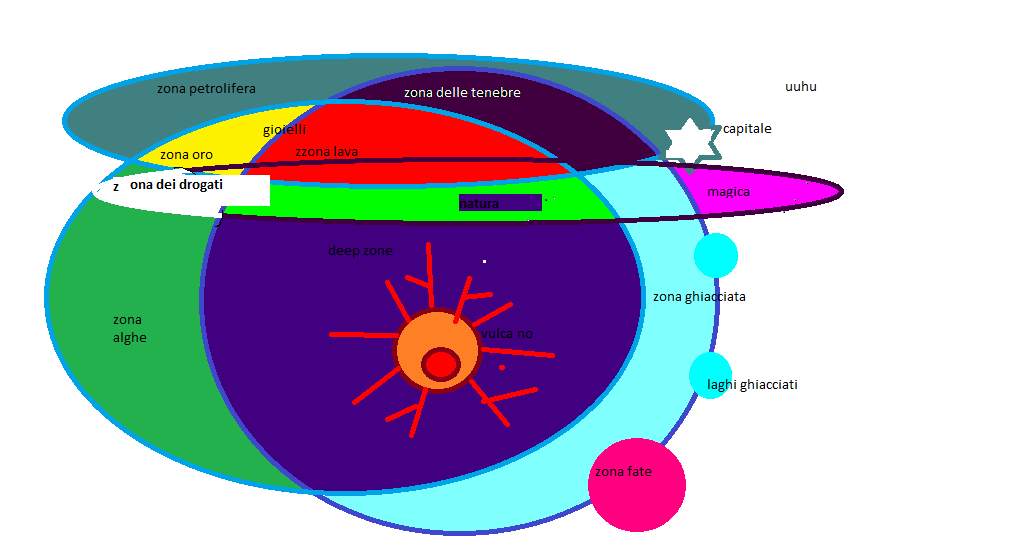 uuhu
zona petrolifera
zona delle tenebre
capitale
gioielli
zona oro
zzona lava
z ona dei drogati
magica
natura
deep zone
zona ghiacciata
zona
alghe
vulca no
laghi ghiacciati
zona fate